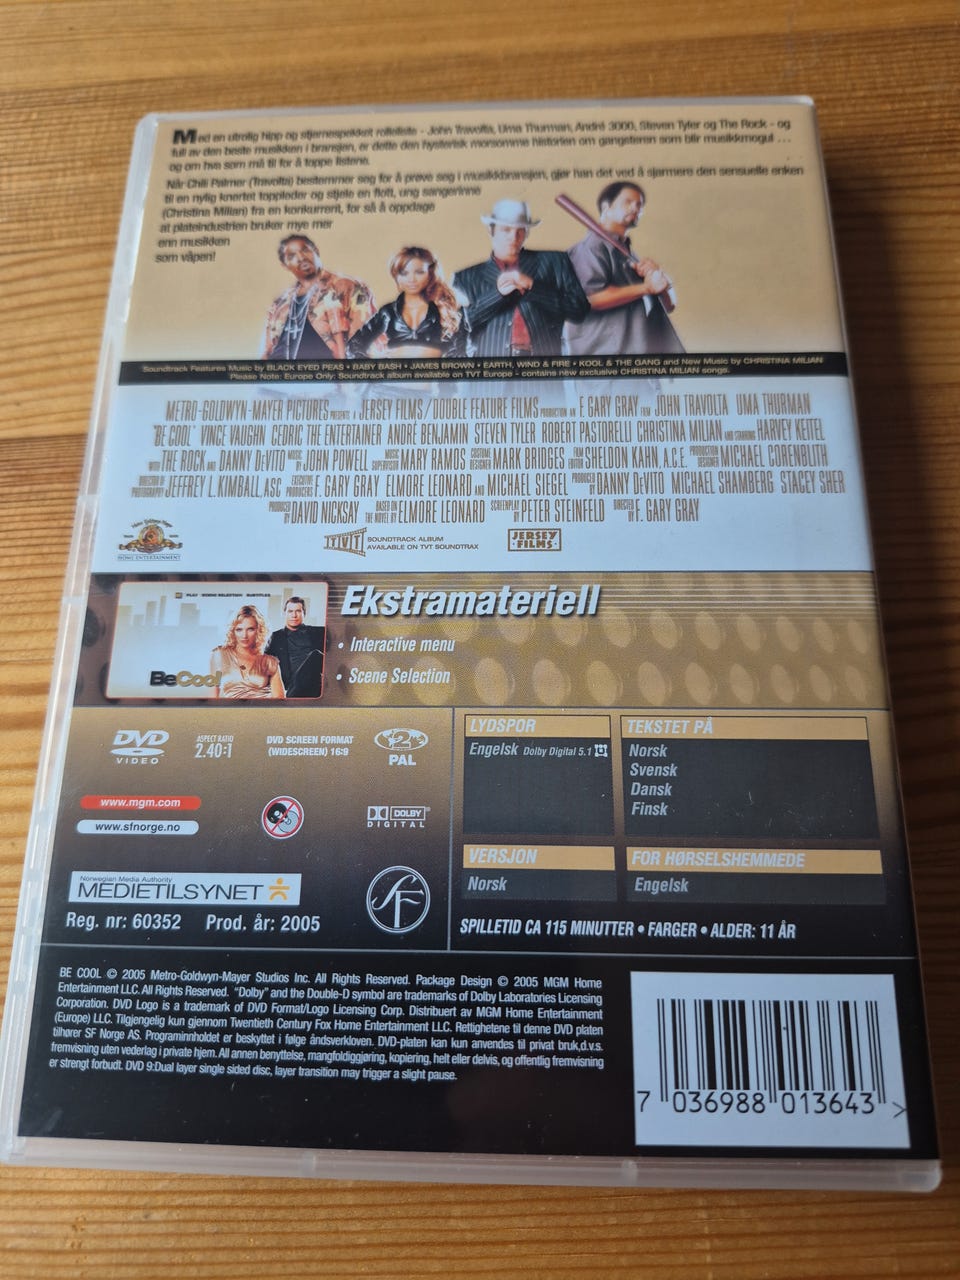 Med en utrolig hipp og stjernespekket rolleliste - John Travolta, Uma Thurman, André 3000, Steven Tyler og The Rock - og
full av den beste musikken i bransjen, er dette den hysterisk morsomme historien om gangsteren som blir musikkmogul ...
og om hva som må til for å toppe listene.
Når Chili Palmer (Travolta) bestemmer seg for å prøve seg i musikkbransjen, gjør han det ved å sjarmere den sensuelle enken
til en nylig knertet toppleder og stjele en flott, ung sangerinne
(Christina Milian) fra en konkurrent, for så å oppdage
at plateindustrien bruker mye mer
enn musikken
som våpen!
Soundtrack Features Music by BLACK EYED PEAS • BABY BASH • JAMES BROWN • EARTH, WIND & FIRE • KOOL & THE GANG and New Music by CHRISTINA MILIAN
Please Note: Europe Only: Soundtrack album available on TVT Europe - contains new exclusive CHRISTINA MILIAN songs.
METRO-GOLDWYN-MAYER PICTURES PRESENTS A JERSEY FILMS/DOUBLE FEATURE FILMS PRODUCTION AN F. GARY GRAY FILM JOHN TRAVOLTA UMA THURMAN
"BE COOL" VINCE VAUGHN CEDRIC THE ENTERTAINER ANDRÉ BENJAMIN STEVEN TYLER ROBERT PASTORELLI CHRISTINA MILIAN AND STARRING HARVEY KEITEL
WITH THE ROCK AND DANNY DeVITO MUSIC BY JOHN POWELL MUSIC SUPERVISOR MARY RAMOS COSTUME DESIGNER MARK BRIDGES FILM EDITOR SHELDON KAHN, A.C.E. PRODUCTION DESIGNER MICHAEL CORENBLITH
DIRECTOR OF PHOTOGRAPHY JEFFREY L. KIMBALL, ASC EXECUTIVE PRODUCERS F. GARY GRAY ELMORE LEONARD AND MICHAEL SIEGEL PRODUCED BY DANNY DeVITO MICHAEL SHAMBERG STACEY SHER
PRODUCED BY DAVID NICKSAY BASED ON THE NOVEL BY ELMORE LEONARD SCREENPLAY BY PETER STEINFELD DIRECTED BY F. GARY GRAY
Metro Goldwyn Mayer
HOME ENTERTAINMENT
TVT SOUNDTRACK ALBUM
AVAILABLE ON TVT SOUNDTRAX
JERSEY
• FILMS •
PLAY SCENE SELECTION SUBTITLES
BeCool
Ekstramateriell
• Interactive menu
• Scene Selection
DVD
VIDEO
ASPECT RATIO
2.40:1
DVD SCREEN FORMAT
(WIDESCREEN) 16:9
2
PAL
www.mgm.com
www.sfnorge.no
DOLBY
DIGITAL
Norwegian Media Authority
MEDIETILSYNET
Reg. nr: 60352 Prod. år: 2005
SF
LYDSPOR
Engelsk Dolby Digital 5.1
TEKSTET PÅ
Norsk
Svensk
Dansk
Finsk
VERSJON
Norsk
FOR HØRSELSHEMMEDE
Engelsk
SPILLETID CA 115 MINUTTER • FARGER • ALDER: 11 ÅR
BE COOL © 2005 Metro-Goldwyn-Mayer Studios Inc. All Rights Reserved. Package Design © 2005 MGM Home
Entertainment LLC. All Rights Reserved. "Dolby" and the Double-D symbol are trademarks of Dolby Laboratories Licensing
Corporation. DVD Logo is a trademark of DVD Format/Logo Licensing Corp. Distribuert av MGM Home Entertainment
(Europe) LLC. Tilgjengelig kun gjennom Twentieth Century Fox Home Entertainment LLC. Rettighetene til denne DVD platen
tilhører SF Norge AS. Programinnholdet er beskyttet i følge åndsverkloven. DVD-platen kan kun anvendes til privat bruk,d.v.s.
fremvisning uten vederlag i private hjem. All annen benyttelse, mangfoldiggjøring, kopiering, helt eller delvis, og offentlig fremvisning
er strengt forbudt. DVD 9:Dual layer single sided disc, layer transition may trigger a slight pause.
7 036988 013643 >